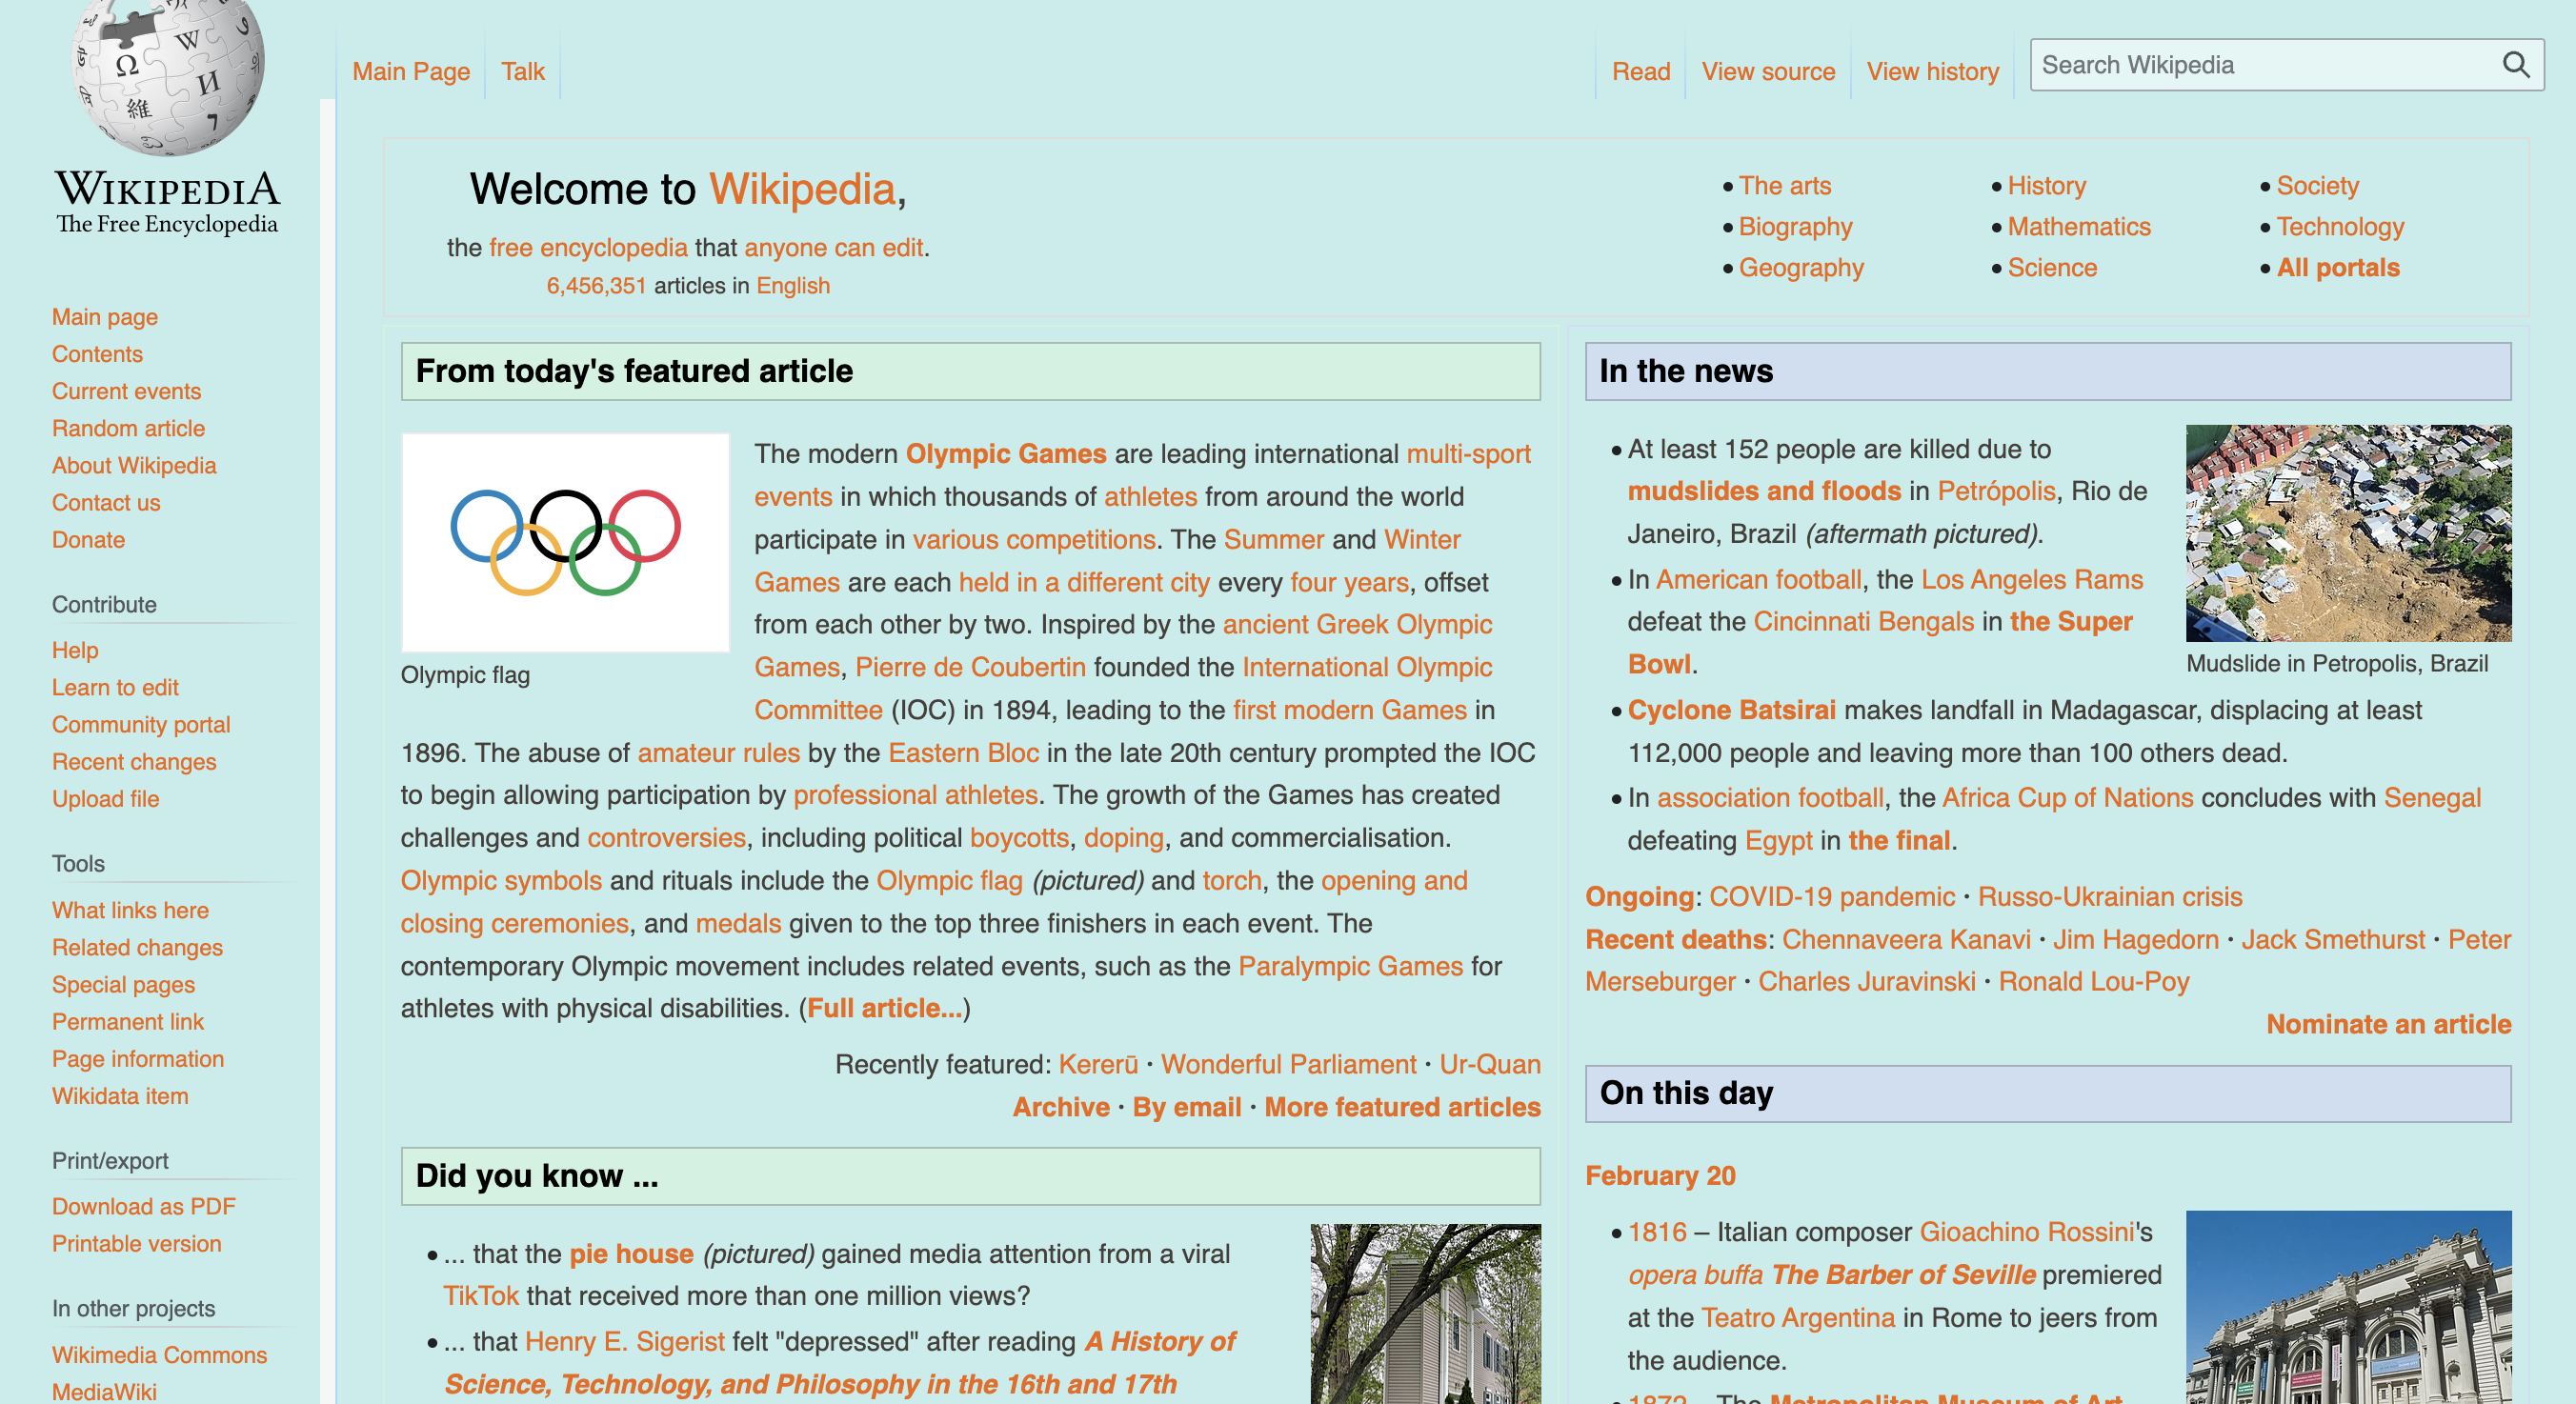 WIKIPEDIA
The Free Encyclopedia
Main page
Contents
Current events
Random article
About Wikipedia
Contact us
Donate
Contribute
Help
Learn to edit
Community portal
Recent changes
Upload file
Tools
What links here
Related changes
Special pages
Permanent link
Page information
Wikidata item
Print/export
Download as PDF
Printable version
In other projects
Wikimedia Commons
MediaWiki
Main Page
Talk
Read
View source
View history
Search Wikipedia
Welcome to Wikipedia,
the free encyclopedia that anyone can edit.
6,456,351 articles in English
The arts
Biography
Geography
History
Mathematics
Science
Society
Technology
All portals
From today's featured article
Olympic flag
The modern Olympic Games are leading international multi-sport
events in which thousands of athletes from around the world
participate in various competitions. The Summer and Winter
Games are each held in a different city every four years, offset
from each other by two. Inspired by the ancient Greek Olympic
Games, Pierre de Coubertin founded the International Olympic
Committee (IOC) in 1894, leading to the first modern Games in
1896. The abuse of amateur rules by the Eastern Bloc in the late 20th century prompted the IOC
to begin allowing participation by professional athletes. The growth of the Games has created
challenges and controversies, including political boycotts, doping, and commercialisation.
Olympic symbols and rituals include the Olympic flag (pictured) and torch, the opening and
closing ceremonies, and medals given to the top three finishers in each event. The
contemporary Olympic movement includes related events, such as the Paralympic Games for
athletes with physical disabilities. (Full article...)
Recently featured: Kererū · Wonderful Parliament · Ur-Quan
Archive · By email · More featured articles
Did you know ...
... that the pie house (pictured) gained media attention from a viral
TikTok that received more than one million views?
... that Henry E. Sigerist felt "depressed" after reading A History of
Science, Technology, and Philosophy in the 16th and 17th
In the news
At least 152 people are killed due to
mudslides and floods in Petrópolis, Rio de
Janeiro, Brazil (aftermath pictured).
In American football, the Los Angeles Rams
defeat the Cincinnati Bengals in the Super
Bowl.
Mudslide in Petropolis, Brazil
Cyclone Batsirai makes landfall in Madagascar, displacing at least
112,000 people and leaving more than 100 others dead.
In association football, the Africa Cup of Nations concludes with Senegal
defeating Egypt in the final.
Ongoing: COVID-19 pandemic · Russo-Ukrainian crisis
Recent deaths: Chennaveera Kanavi · Jim Hagedorn · Jack Smethurst · Peter
Merseburger · Charles Juravinski · Ronald Lou-Poy
Nominate an article
On this day
February 20
1816 – Italian composer Gioachino Rossini's
opera buffa The Barber of Seville premiered
at the Teatro Argentina in Rome to jeers from
the audience.
1872 – The Metropolitan Museum of Art